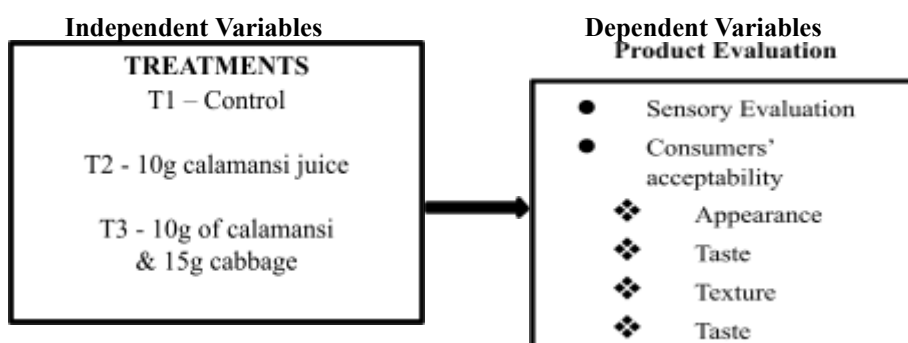 Independent Variables
TREATMENTS
T1 – Control
T2 - 10g calamansi juice
T3 - 10g of calamansi
& 15g cabbage
Dependent Variables
Product Evaluation
● Sensory Evaluation
● Consumers'
acceptability
❖ Appearance
❖ Taste
❖ Texture
❖ Taste